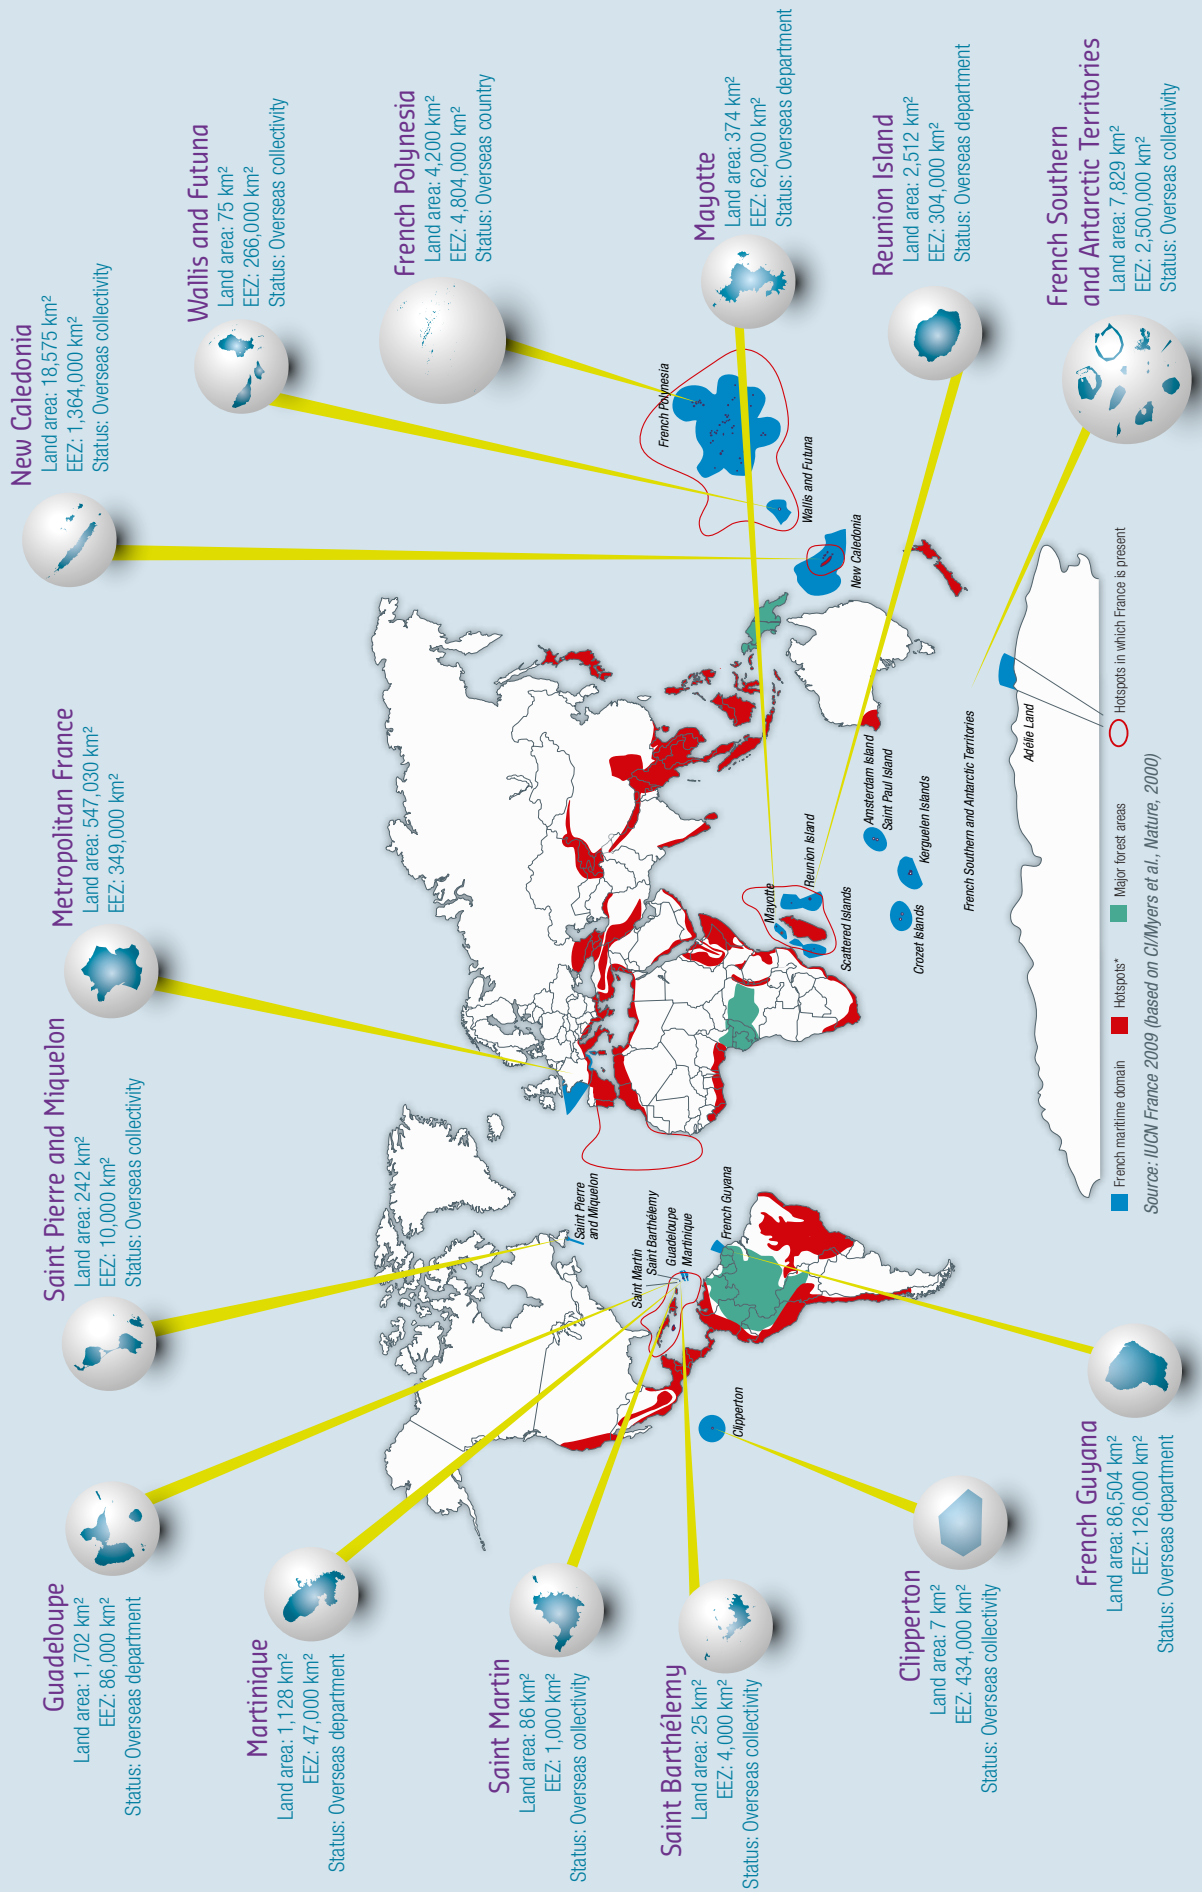 Guadeloupe
Land area: 1,702 km²
EEZ: 86,000 km²
Status: Overseas department
Saint Pierre and Miquelon
Land area: 242 km²
EEZ: 10,000 km²
Status: Overseas collectivity
Metropolitan France
Land area: 547,030 km²
EEZ: 349,000 km²
New Caledonia
Land area: 18,575 km²
EEZ: 1,364,000 km²
Status: Overseas collectivity
Wallis and Futuna
Land area: 75 km²
EEZ: 266,000 km²
Status: Overseas collectivity
Martinique
Land area: 1,128 km²
EEZ: 47,000 km²
Status: Overseas department
French Polynesia
Land area: 4,200 km²
EEZ: 4,804,000 km²
Status: Overseas country
Saint Martin
Land area: 86 km²
EEZ: 1,000 km²
Status: Overseas collectivity
Saint Barthélemy
Land area: 25 km²
EEZ: 4,000 km²
Status: Overseas collectivity
Mayotte
Land area: 374 km²
EEZ: 62,000 km²
Status: Overseas department
Clipperton
Land area: 7 km²
EEZ: 434,000 km²
Status: Overseas collectivity
Reunion Island
Land area: 2,512 km²
EEZ: 304,000 km²
Status: Overseas department
French Guyana
Land area: 86,504 km²
EEZ: 126,000 km²
Status: Overseas department
French Southern
and Antarctic Territories
Land area: 7,829 km²
EEZ: 2,500,000 km²
Status: Overseas collectivity
Saint Pierre
and Miquelon
Saint Martin
Saint Barthélemy
Guadeloupe
Martinique
French Guyana
Clipperton
French Polynesia
Wallis and Futuna
New Caledonia
Mayotte
Reunion Island
Scattered Islands
Amsterdam Island
Saint Paul Island
Kerguelen Islands
Crozet Islands
French Southern and Antarctic Territories
Adélie Land
French maritime domain
Hotspots*
Major forest areas
Hotspots in which France is present
Source: IUCN France 2009 (based on CI/Myers et al., Nature, 2000)